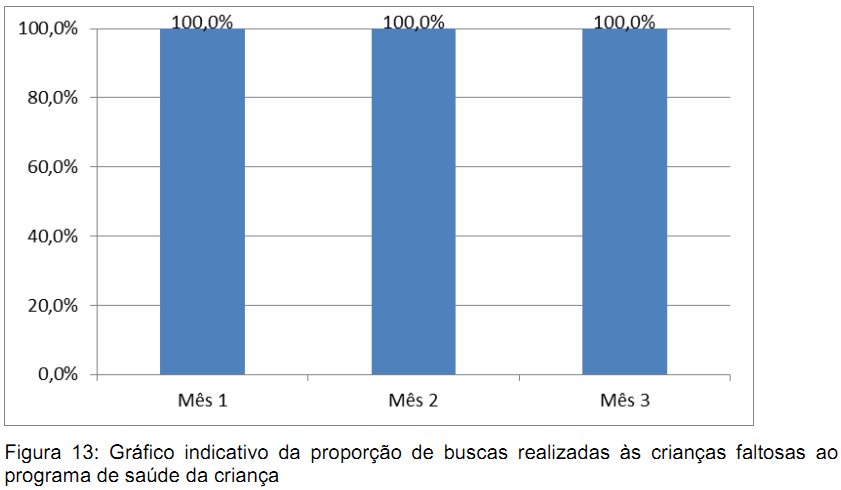 100,0% 100,0% 100,0%
100,0%
80,0%
60,0%
40,0%
20,0%
0,0%
Mês 1 Mês 2 Mês 3
Figura 13: Gráfico indicativo da proporção de buscas realizadas às crianças faltosas ao
programa de saúde da criança